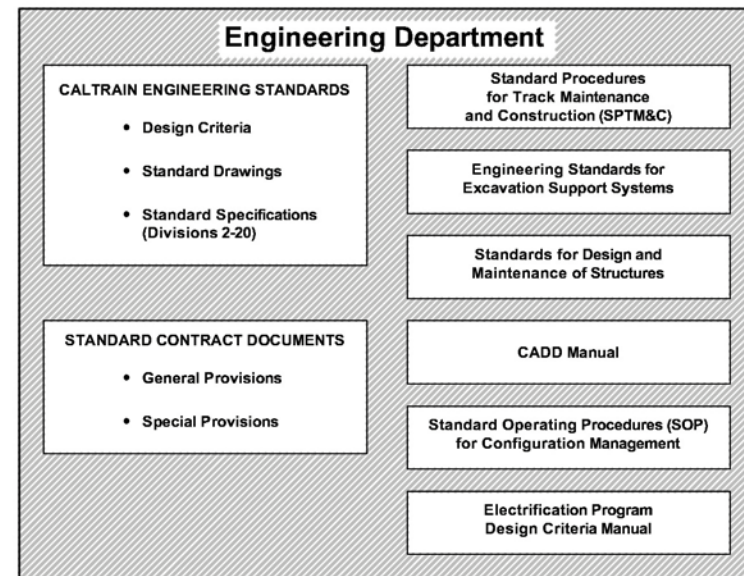 Engineering Department
CALTRAIN ENGINEERING STANDARDS
• Design Criteria
• Standard Drawings
• Standard Specifications
(Divisions 2-20)
STANDARD CONTRACT DOCUMENTS
• General Provisions
• Special Provisions
Standard Procedures
for Track Maintenance
and Construction (SPTM&C)
Engineering Standards for
Excavation Support Systems
Standards for Design and
Maintenance of Structures
CADD Manual
Standard Operating Procedures (SOP)
for Configuration Management
Electrification Program
Design Criteria Manual